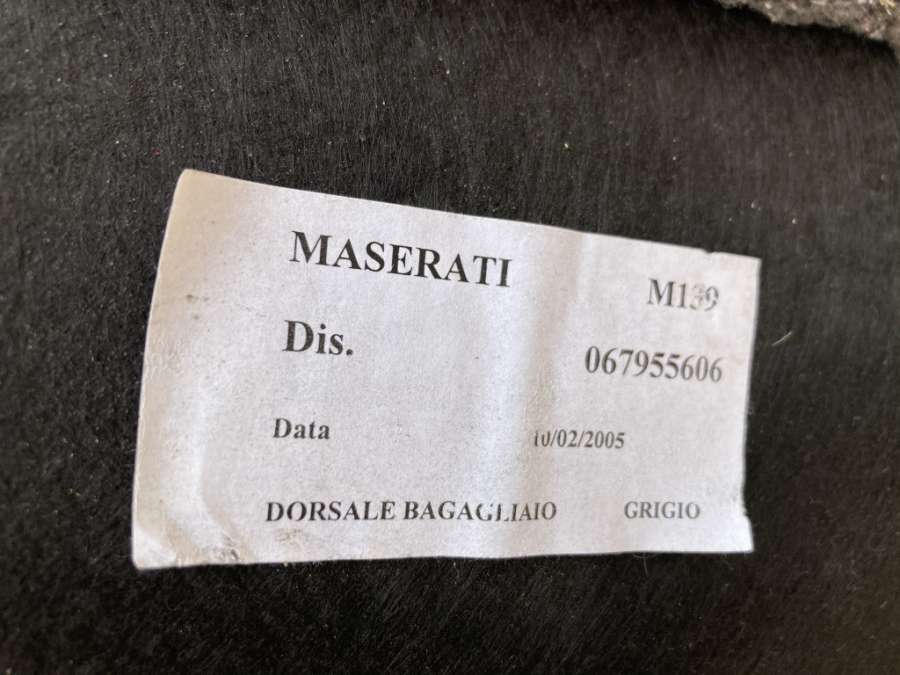 MASERATI M139
Dis. 067955606
Data 10/02/2005
DORSALE BAGAGLIAIO GRIGIO